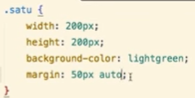 .satu {
width: 200px;
height: 200px;
background-color: lightgreen;
margin: 50px auto;
}